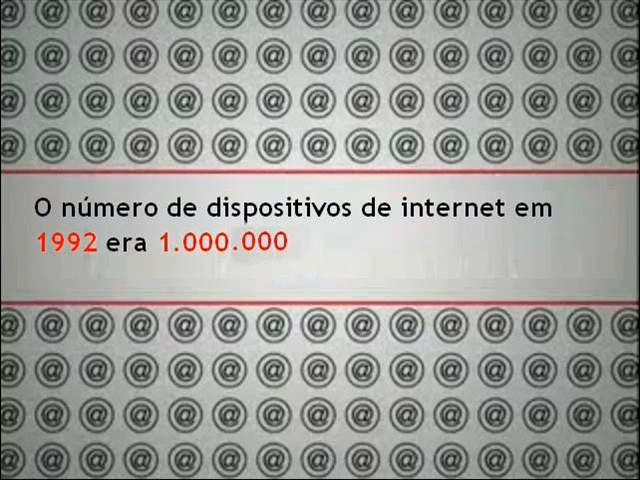 O número de dispositivos de internet em
1992 era 1.000.000